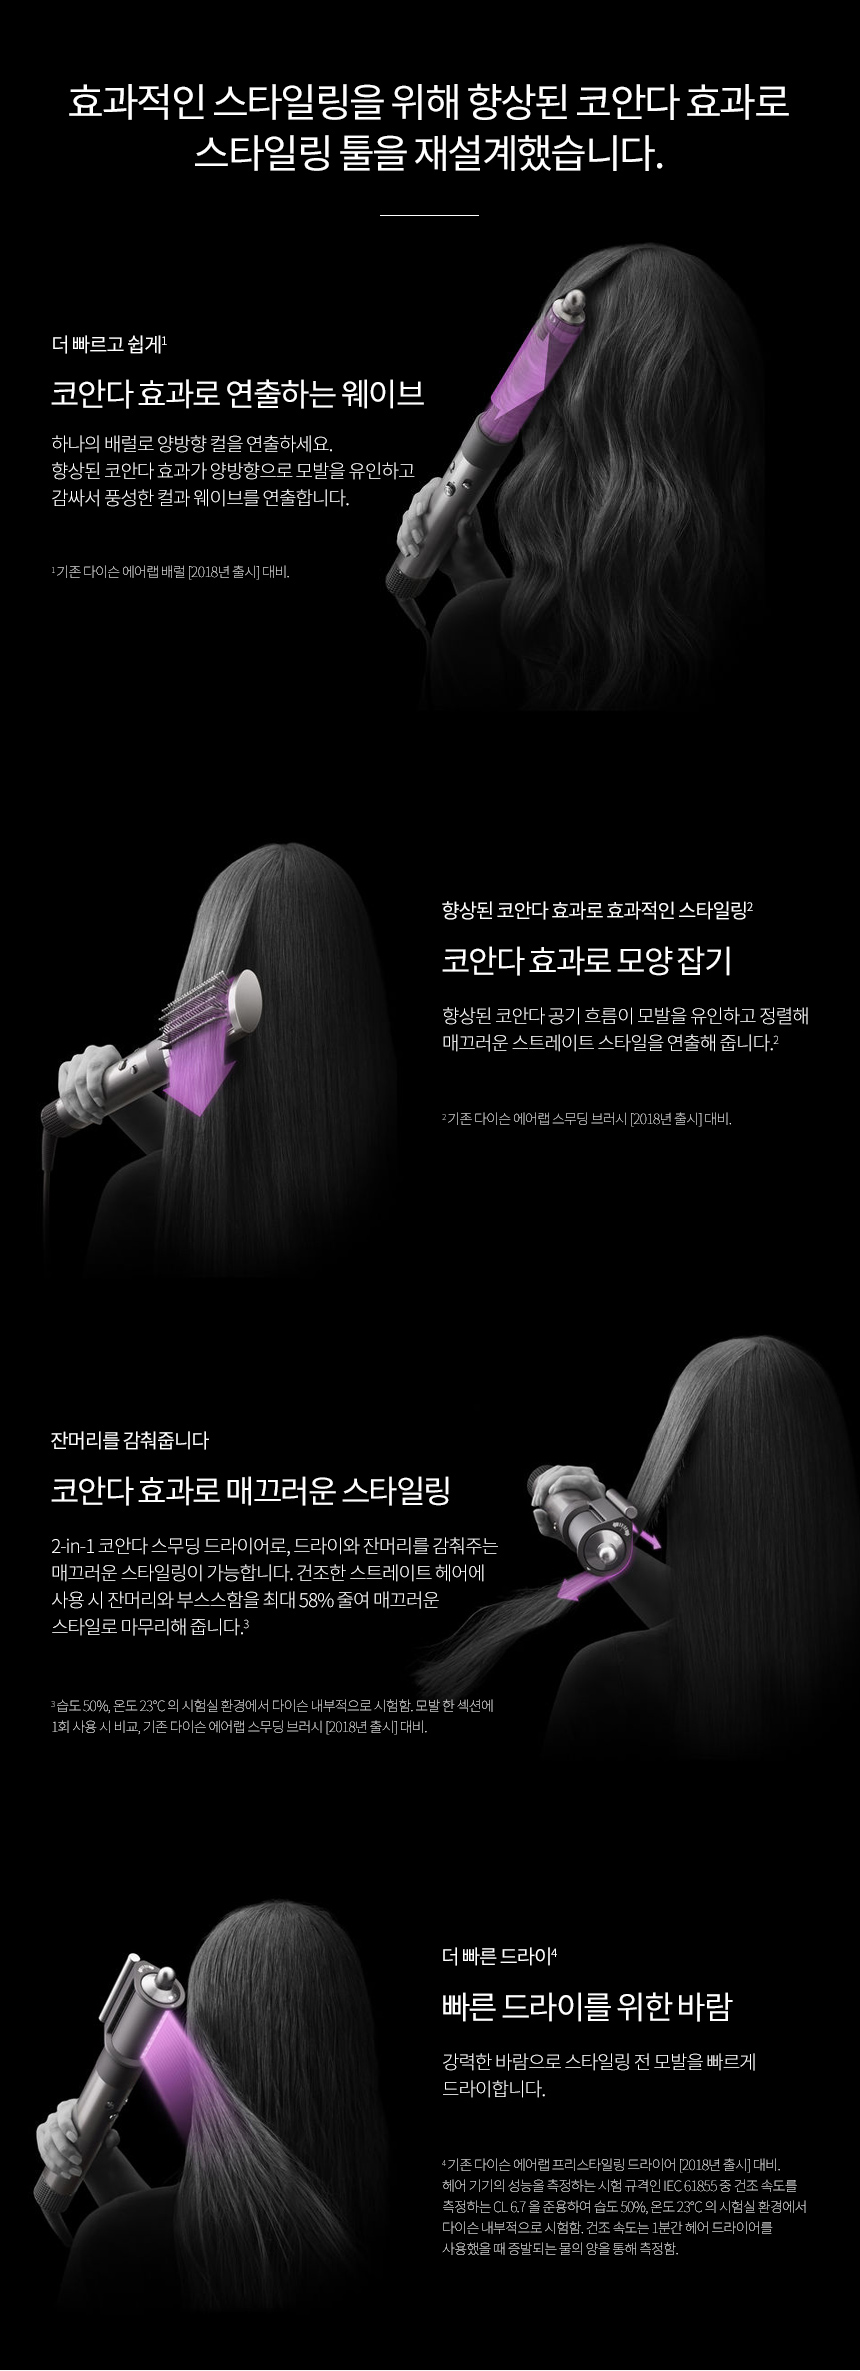 효과적인 스타일링을 위해 향상된 코안다 효과로
스타일링 툴을 재설계했습니다.
더 빠르고 쉽게¹
코안다 효과로 연출하는 웨이브
하나의 배럴로 양방향 컬을 연출하세요.
향상된 코안다 효과가 양방향으로 모발을 유인하고
감싸서 풍성한 컬과 웨이브를 연출합니다.
¹ 기존 다이슨 에어랩 배럴 [2018년 출시] 대비.
향상된 코안다 효과로 효과적인 스타일링²
코안다 효과로 모양 잡기
향상된 코안다 공기 흐름이 모발을 유인하고 정렬해
매끄러운 스트레이트 스타일을 연출해 줍니다.²
² 기존 다이슨 에어랩 스무딩 브러시 [2018년 출시] 대비.
잔머리를 감춰줍니다
코안다 효과로 매끄러운 스타일링
2-in-1 코안다 스무딩 드라이어로, 드라이와 잔머리를 감춰주는
매끄러운 스타일링이 가능합니다. 건조한 스트레이트 헤어에
사용 시 잔머리와 부스스함을 최대 58% 줄여 매끄러운
스타일로 마무리해 줍니다.³
³ 습도 50%, 온도 23°C 의 시험실 환경에서 다이슨 내부적으로 시험함. 모발 한 섹션에
1회 사용 시 비교, 기존 다이슨 에어랩 스무딩 브러시 [2018년 출시] 대비.
더 빠른 드라이⁴
빠른 드라이를 위한 바람
강력한 바람으로 스타일링 전 모발을 빠르게
드라이합니다.
⁴ 기존 다이슨 에어랩 프리스타일링 드라이어 [2018년 출시] 대비.
헤어 기기의 성능을 측정하는 시험 규격인 IEC 61855 중 건조 속도를
측정하는 CL 6.7 을 준용하여 습도 50%, 온도 23°C 의 시험실 환경에서
다이슨 내부적으로 시험함. 건조 속도는 1분간 헤어 드라이어를
사용했을 때 증발되는 물의 양을 통해 측정함.